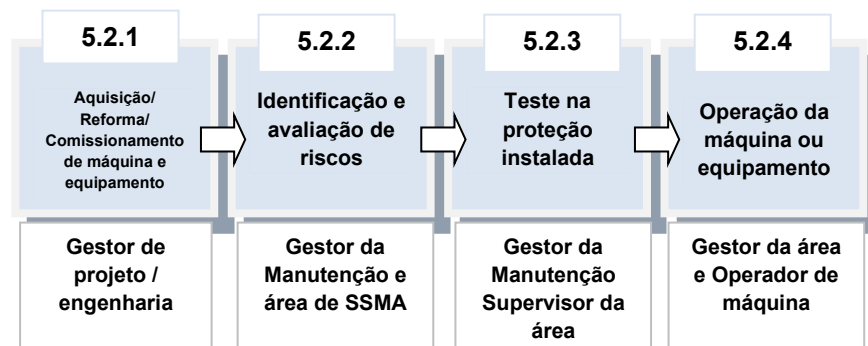 5.2.1
Aquisição/
Reforma/
Comissionamento
de máquina e
equipamento
Gestor de
projeto /
engenharia
5.2.2
Identificação e
avaliação de
riscos
Gestor da
Manutenção e
área de SSMA
5.2.3
Teste na
proteção
instalada
Gestor da
Manutenção
Supervisor da
área
5.2.4
Operação da
máquina ou
equipamento
Gestor da área
e Operador de
máquina